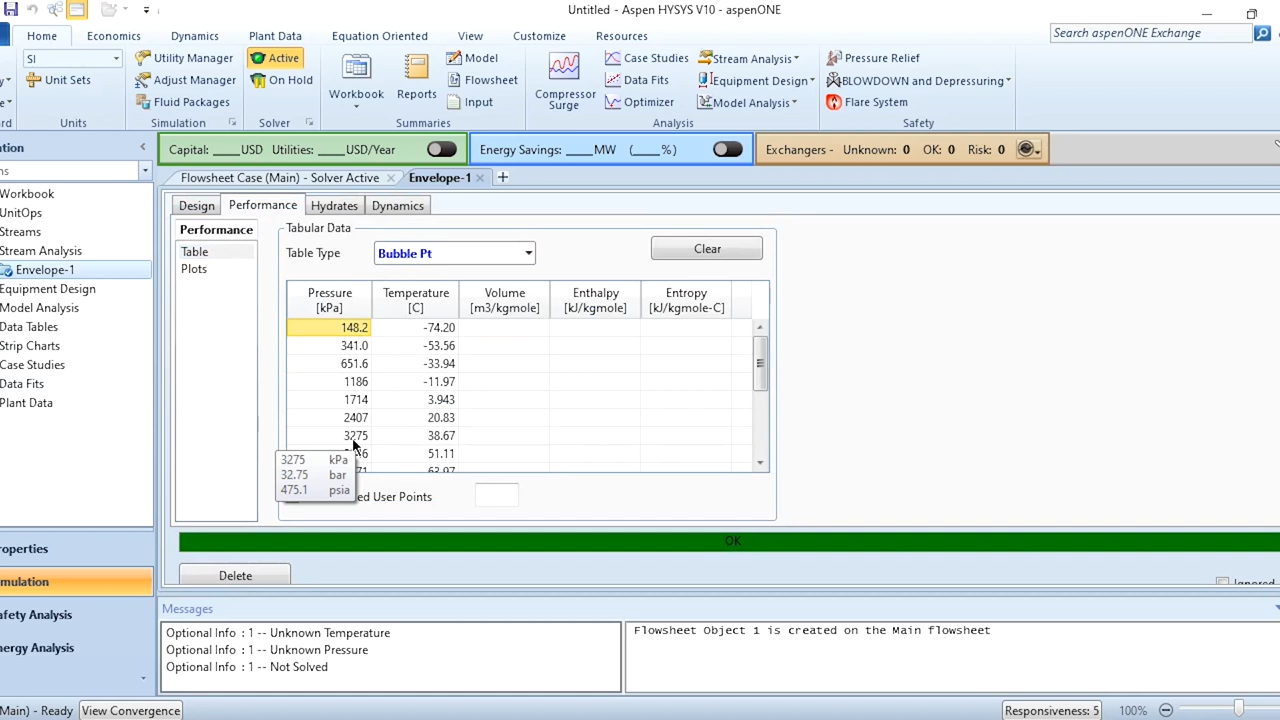 Untitled - Aspen HYSYS V10 - aspenONE
Home Economics Dynamics Plant Data Equation Oriented View Customize Resources
Search aspenONE Exchange
SI
Unit Sets
Units
Utility Manager
Adjust Manager
Fluid Packages
Simulation
Active
On Hold
Solver
Workbook
Reports
Model
Flowsheet
Input
Summaries
Compressor
Surge
Case Studies
Data Fits
Optimizer
Stream Analysis
Equipment Design
Model Analysis
Analysis
Pressure Relief
BLOWDOWN and Depressuring
Flare System
Safety
Capital: ____USD Utilities: ____USD/Year
Energy Savings: ____MW (____%)
Exchangers - Unknown: 0 OK: 0 Risk: 0
Flowsheet Case (Main) - Solver Active
Envelope-1
Workbook
UnitOps
Streams
Stream Analysis
Envelope-1
Equipment Design
Model Analysis
Data Tables
Strip Charts
Case Studies
Data Fits
Plant Data
roperties
mulation
afety Analysis
nergy Analysis
Design Performance Hydrates Dynamics
Performance
Table
Plots
Tabular Data
Table Type Bubble Pt Clear
Pressure Temperature Volume Enthalpy Entropy
[kPa] [C] [m3/kgmole] [kJ/kgmole] [kJ/kgmole-C]
148.2 -74.20
341.0 -53.56
651.6 -33.94
1186 -11.97
1714 3.943
2407 20.83
3275 38.67
51.11
63.97
3275 kPa
32.75 bar
475.1 psia
ed User Points
OK
Delete
Ignored
Messages
Optional Info : 1 -- Unknown Temperature
Optional Info : 1 -- Unknown Pressure
Optional Info : 1 -- Not Solved
Flowsheet Object 1 is created on the Main flowsheet
Main) - Ready View Convergence Responsiveness: 5 100%